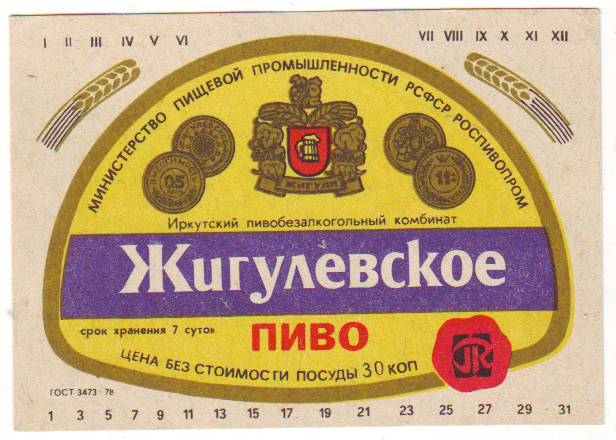 I II III IV V VI VII VIII IX X XI XII
МИНИСТЕРСТВО ПИЩЕВОЙ ПРОМЫШЛЕННОСТИ РСФСР РОСПИВОПРОМ
0,5
11%
ЖИГУЛИ
Иркутский пивобезалкогольный комбинат
Жигулевское
срок хранения 7 суток
ПИВО
ЦЕНА БЕЗ СТОИМОСТИ ПОСУДЫ 30 КОП
ГОСТ 3473-78
1 3 5 7 9 11 13 15 17 19 21 23 25 27 29 31